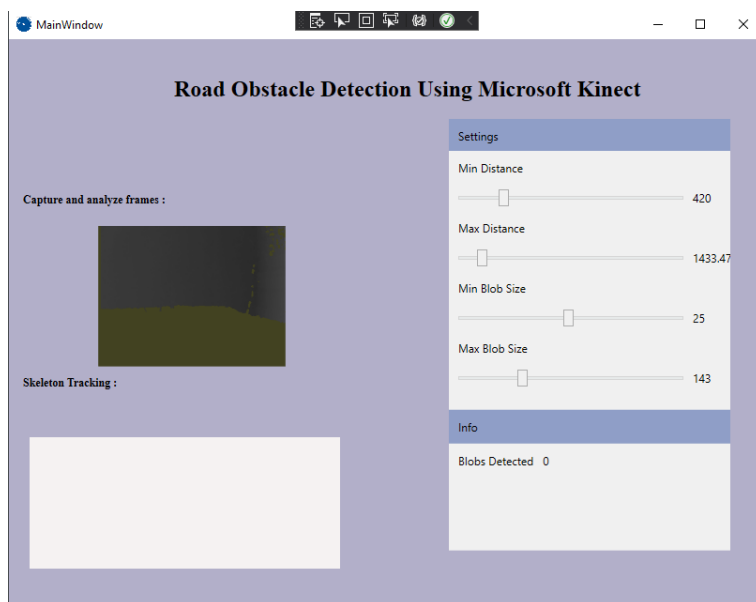 MainWindow
Road Obstacle Detection Using Microsoft Kinect
Settings
Min Distance
420
Capture and analyze frames :
Max Distance
1433.47
Min Blob Size
25
Max Blob Size
143
Skeleton Tracking :
Info
Blobs Detected 0